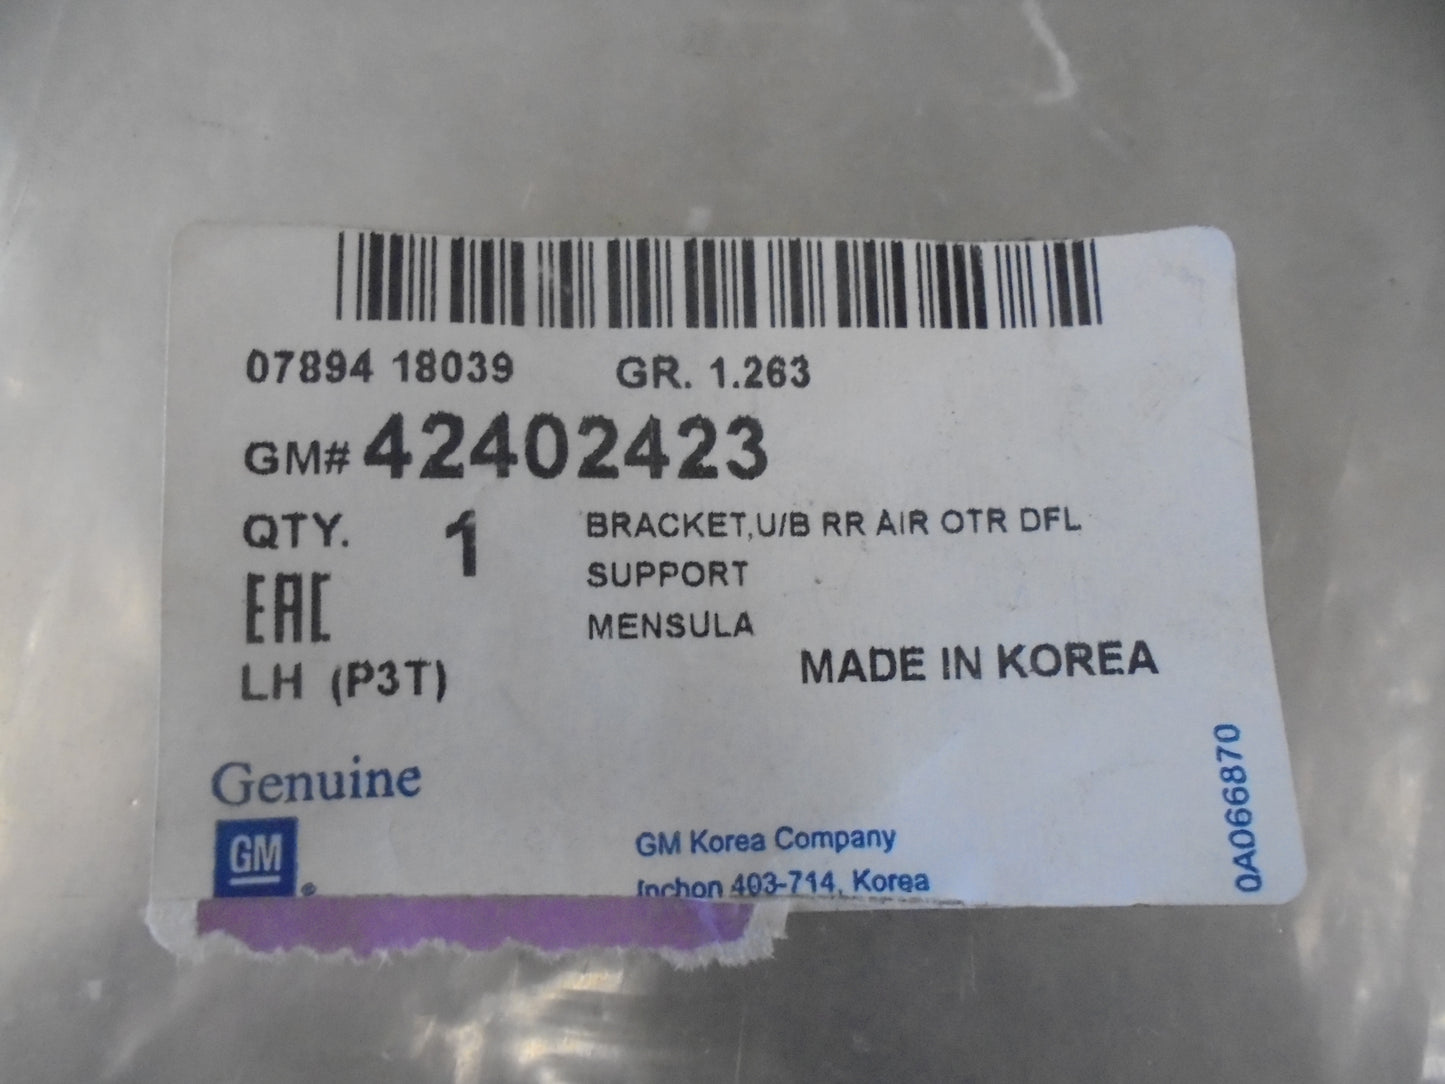 07894 18039 GR. 1.263
GM# 42402423
QTY. 1 BRACKET,U/B RR AIR OTR DFL
EAC SUPPORT
MENSULA
LH (P3T) MADE IN KOREA
Genuine
GM ®
GM Korea Company
Inchon 403-714, Korea
0A066870